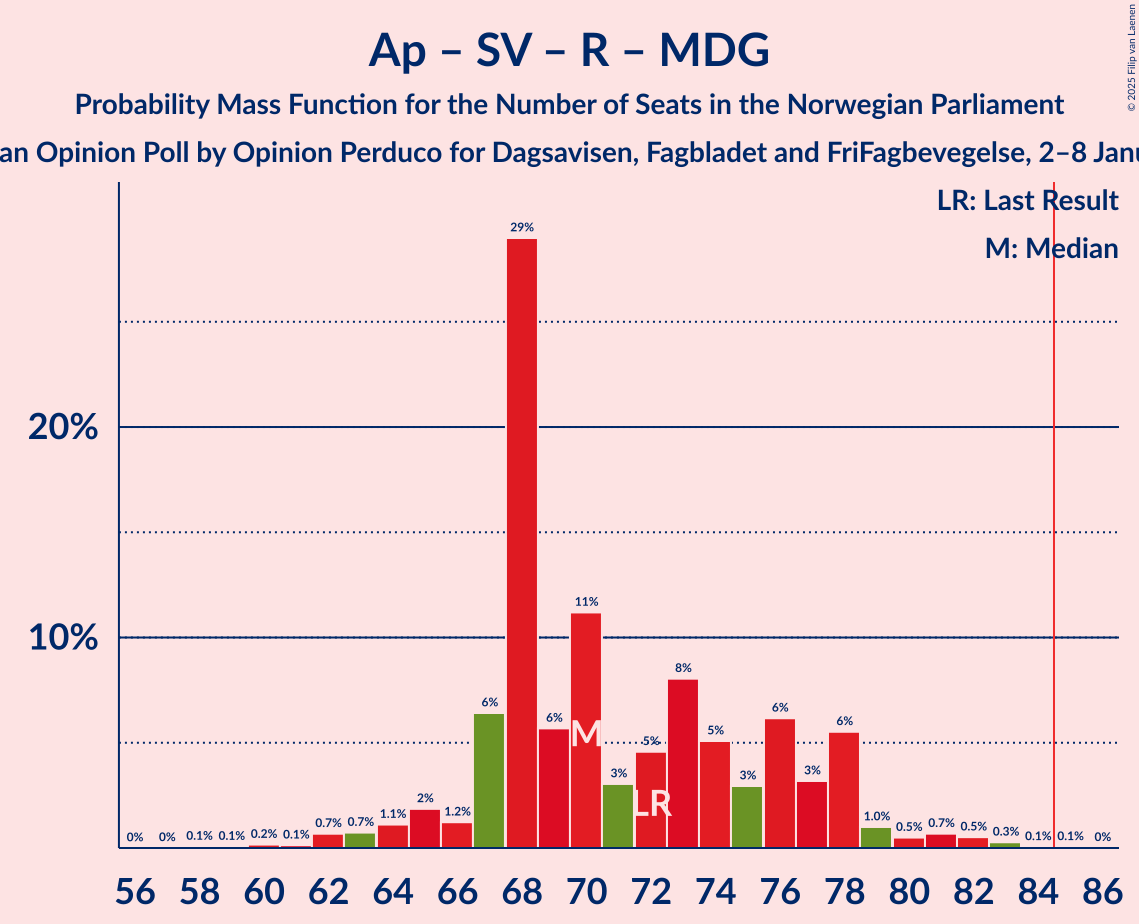 Ap – SV – R – MDG
Probability Mass Function for the Number of Seats in the Norwegian Parliament
an Opinion Poll by Opinion Perduco for Dagsavisen, Fagbladet and FriFagbevegelse, 2–8 Janu
© 2025 Filip van Laenen
LR: Last Result
M: Median
20%
10%
0% 0% 0.1% 0.1% 0.2% 0.1% 0.7% 0.7% 1.1% 2% 1.2% 6% 29% 6% 11% 3% 5% 8% 5% 3% 6% 3% 6% 1.0% 0.5% 0.7% 0.5% 0.3% 0.1% 0.1% 0%
M
LR
56 58 60 62 64 66 68 70 72 74 76 78 80 82 84 86